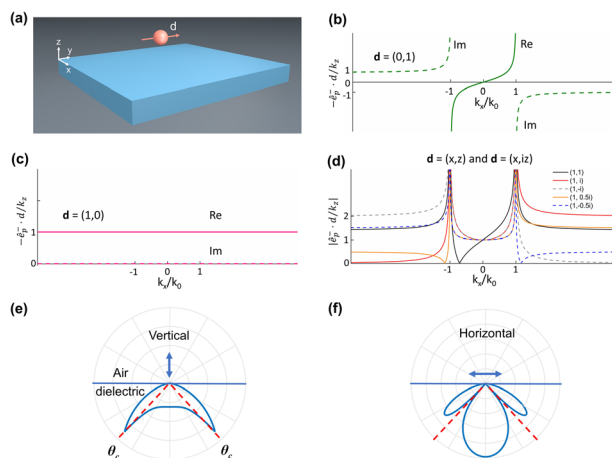 (a)
d
z
y
x
(b)
d = (0,1)
Im
Re
1
0
-1
-1
1
k_x/k_0
Im
−ê_p^- · d/k_z
(c)
d = (1,0)
Re
1
Im
0
-1
0
1
k_x/k_0
−ê_p^- · d/k_z
(d)
d = (x,z) and d = (x,iz)
(1,1)
(1, i)
(1,-i)
(1, 0.5i)
(1,-0.5i)
2
1
0
-1
0
1
k_x/k_0
|ê_p^- · d/k_z|
(e)
Vertical
Air
dielectric
θ_c
θ_c
(f)
Horizontal